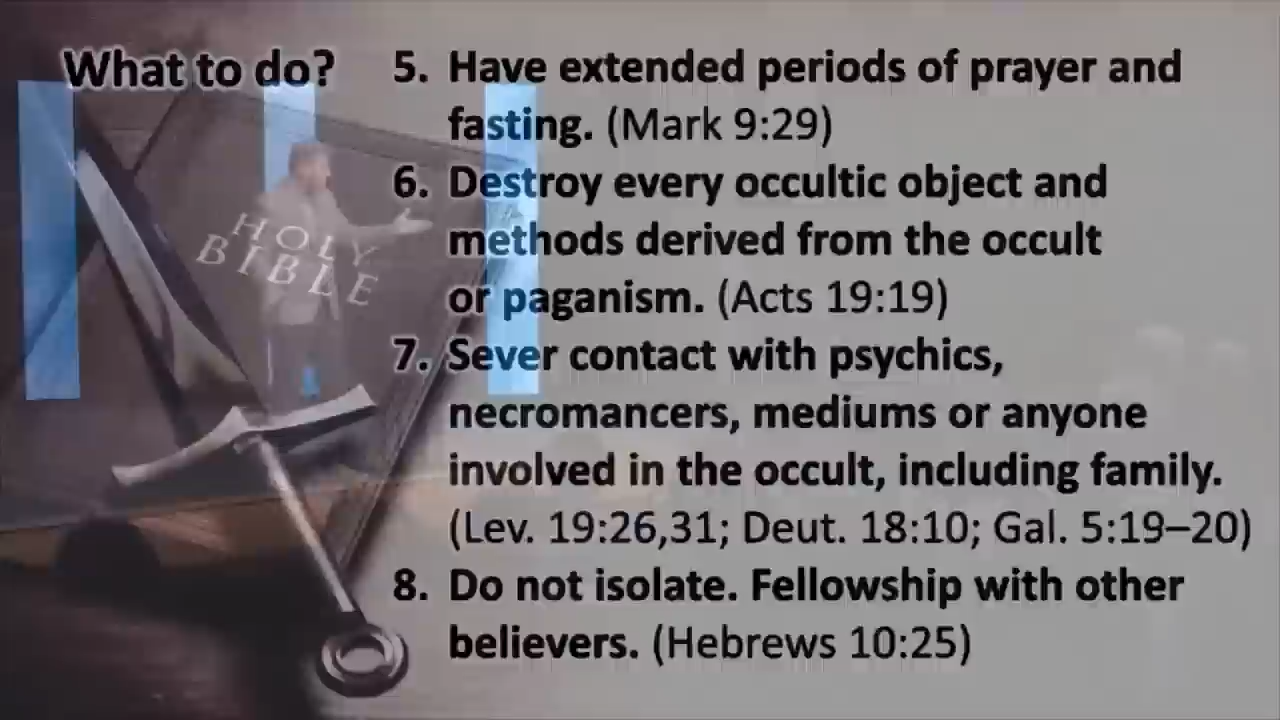 What to do?
5. Have extended periods of prayer and
fasting. (Mark 9:29)
6. Destroy every occultic object and
methods derived from the occult
or paganism. (Acts 19:19)
7. Sever contact with psychics,
necromancers, mediums or anyone
involved in the occult, including family.
(Lev. 19:26,31; Deut. 18:10; Gal. 5:19–20)
8. Do not isolate. Fellowship with other
believers. (Hebrews 10:25)
HOLY
BIBLE